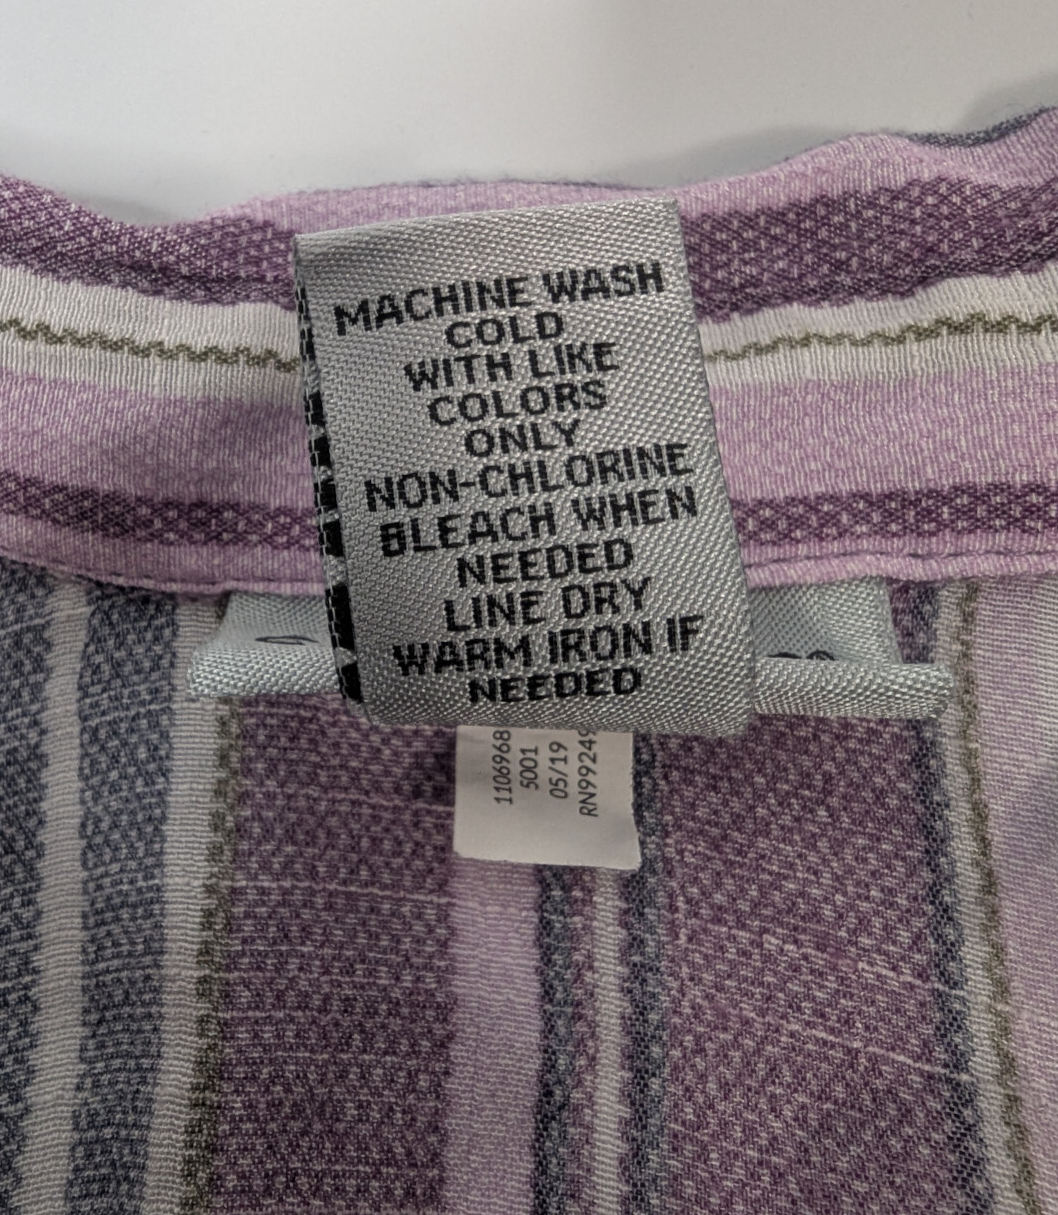 MACHINE WASH
COLD
WITH LIKE
COLORS
ONLY
NON-CHLORINE
BLEACH WHEN
NEEDED
LINE DRY
WARM IRON IF
NEEDED
1106968
5001
05/19
RN99249